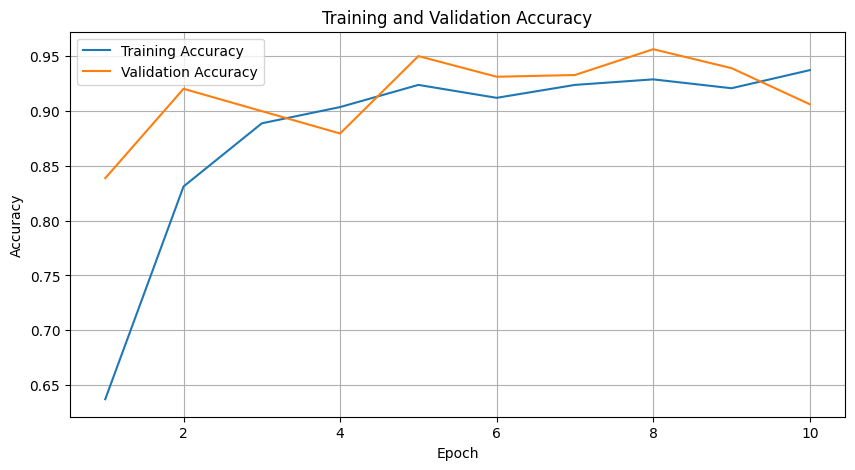 Training and Validation Accuracy
Training Accuracy
Validation Accuracy
0.95
0.90
0.85
0.80
0.75
0.70
0.65
Accuracy
2 4 6 8 10
Epoch